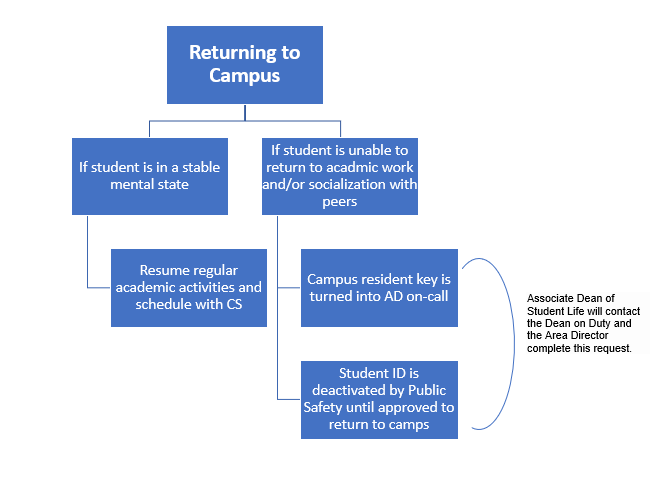 Returning to
Campus
If student is in a stable
mental state
If student is unable to
return to acadmic work
and/or socialization with
peers
Resume regular
academic activities and
schedule with CS
Campus resident key is
turned into AD on-call
Associate Dean of
Student Life will contact
the Dean on Duty and
the Area Director
complete this request.
Student ID is
deactivated by Public
Safety until approved to
return to camps